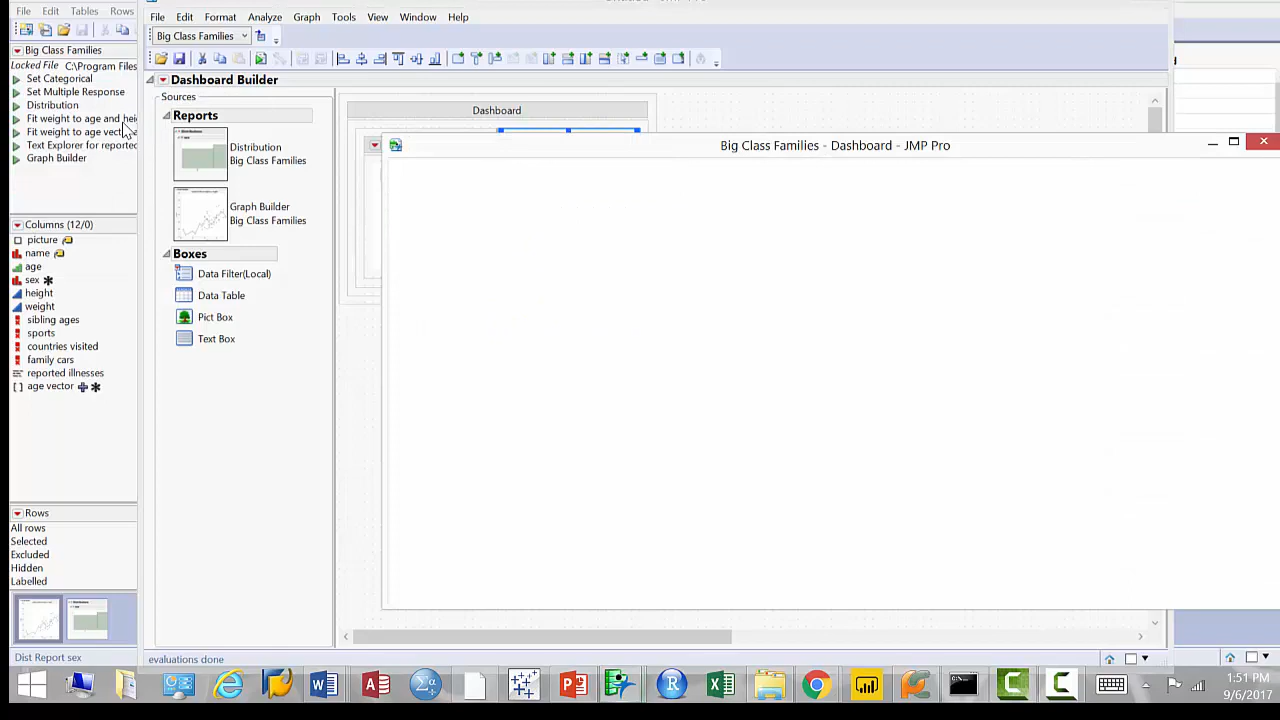 File Edit Tables Rows
Big Class Families
Locked File C:\Program Files
Set Categorical
Set Multiple Response
Distribution
Fit weight to age and hei
Fit weight to age vect
Text Explorer for reported
Graph Builder
Columns (12/0)
picture
name
age
sex
height
weight
sibling ages
sports
countries visited
family cars
reported illnesses
age vector
Rows
All rows
Selected
Excluded
Hidden
Labelled
Dist Report sex
File Edit Format Analyze Graph Tools View Window Help
Big Class Families
Dashboard Builder
Sources
Reports
Distribution
Big Class Families
Graph Builder
Big Class Families
Boxes
Data Filter(Local)
Data Table
Pict Box
Text Box
Dashboard
Big Class Families - Dashboard - JMP Pro
evaluations done
1:51 PM
9/6/2017